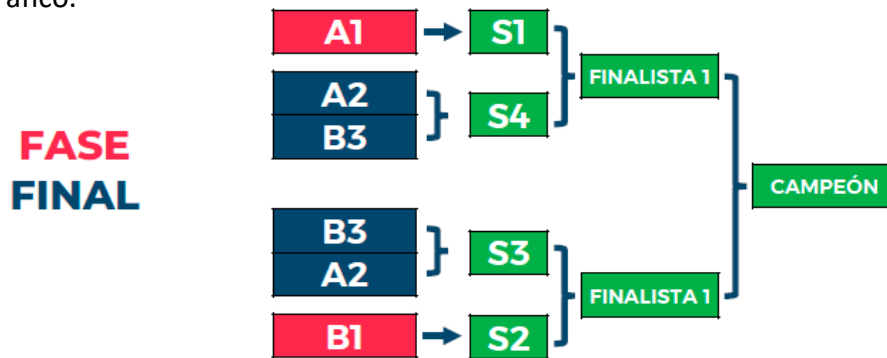 A1
S1
A2
B3
S4
FINALISTA 1
FASE
FINAL
CAMPEÓN
B3
A2
S3
FINALISTA 1
B1
S2